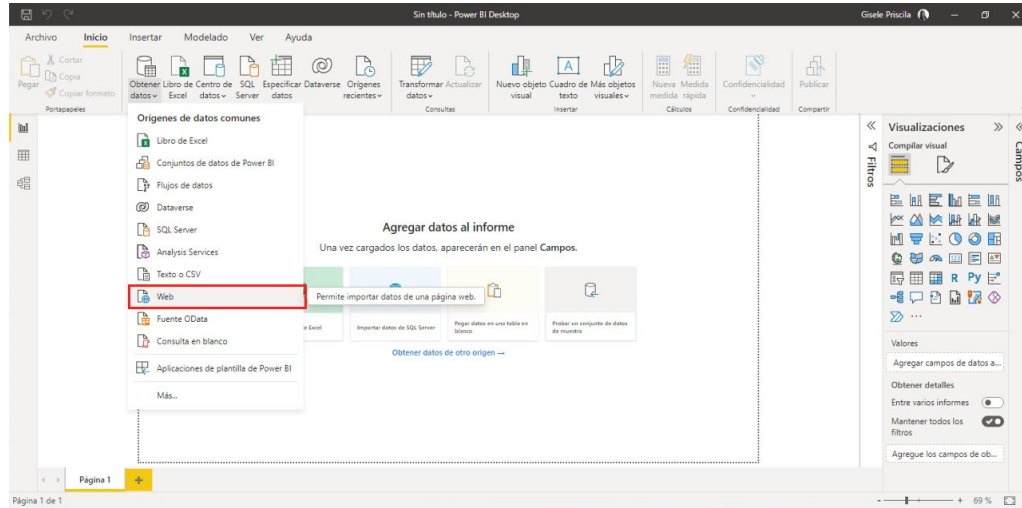 Sin título - Power BI Desktop
Gisele Priscila
Archivo Inicio Insertar Modelado Ver Ayuda
Pegar
Cortar
Copia
Copiar formato
Portapapeles
Obtener datos
Libro de Excel
Centro de datos
SQL Server
Especificar datos
Dataverse
Orígenes recientes
Transformar datos
Actualizar
Consultas
Nuevo objeto visual
Cuadro de texto
Más objetos visuales
Insertar
Nueva medida
Medida rápida
Cálculos
Confidencialidad
Confidencialidad
Publicar
Compartir
Orígenes de datos comunes
Libro de Excel
Conjuntos de datos de Power BI
Flujos de datos
Dataverse
SQL Server
Analysis Services
Texto o CSV
Web
Fuente OData
Consulta en blanco
Aplicaciones de plantilla de Power BI
Más...
Permite importar datos de una página web.
Agregar datos al informe
Una vez cargados los datos, aparecerán en el panel Campos.
Excel
Importar datos de SQL Server
Pegar datos en una tabla en
blanco
Probar un conjunto de datos
de muestra
Obtener datos de otro origen →
Filtros
Visualizaciones
Compilar visual
R Py
...
Valores
Agregar campos de datos a...
Obtener detalles
Entre varios informes
Mantener todos los
filtros
Agregue los campos de ob...
Campos
Página 1
+
Página 1 de 1
- + 69 %